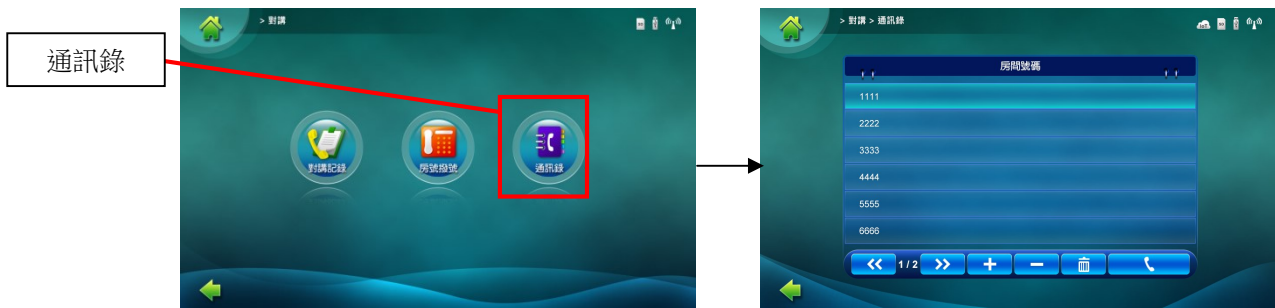 通訊錄
> 對講
對講記錄
房號撥號
通訊錄
> 對講 > 通訊錄
房間號碼
1111
2222
3333
4444
5555
6666
1 / 2